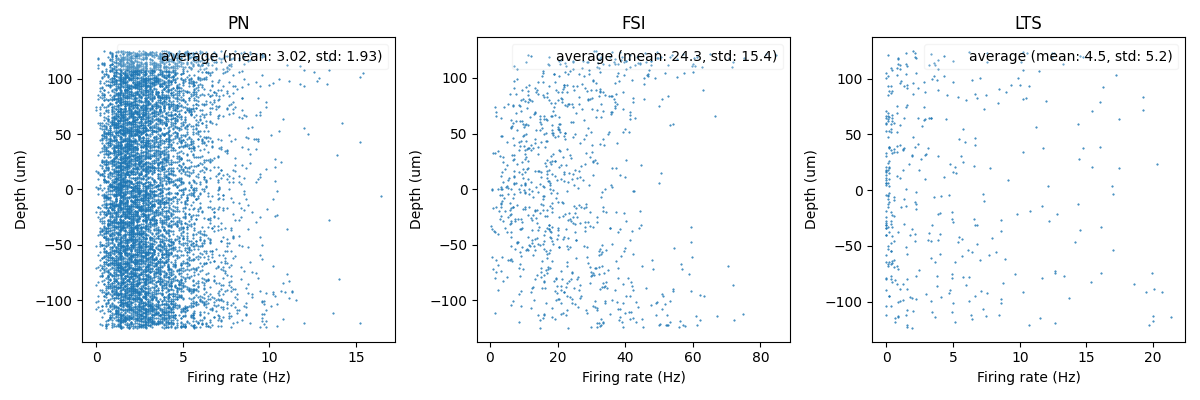 PN
average (mean: 3.02, std: 1.93)
Depth (um)
100
50
0
−50
−100
0
5
10
15
Firing rate (Hz)
FSI
average (mean: 24.3, std: 15.4)
Depth (um)
100
50
0
−50
−100
0
20
40
60
80
Firing rate (Hz)
LTS
average (mean: 4.5, std: 5.2)
Depth (um)
100
50
0
−50
−100
0
5
10
15
20
Firing rate (Hz)